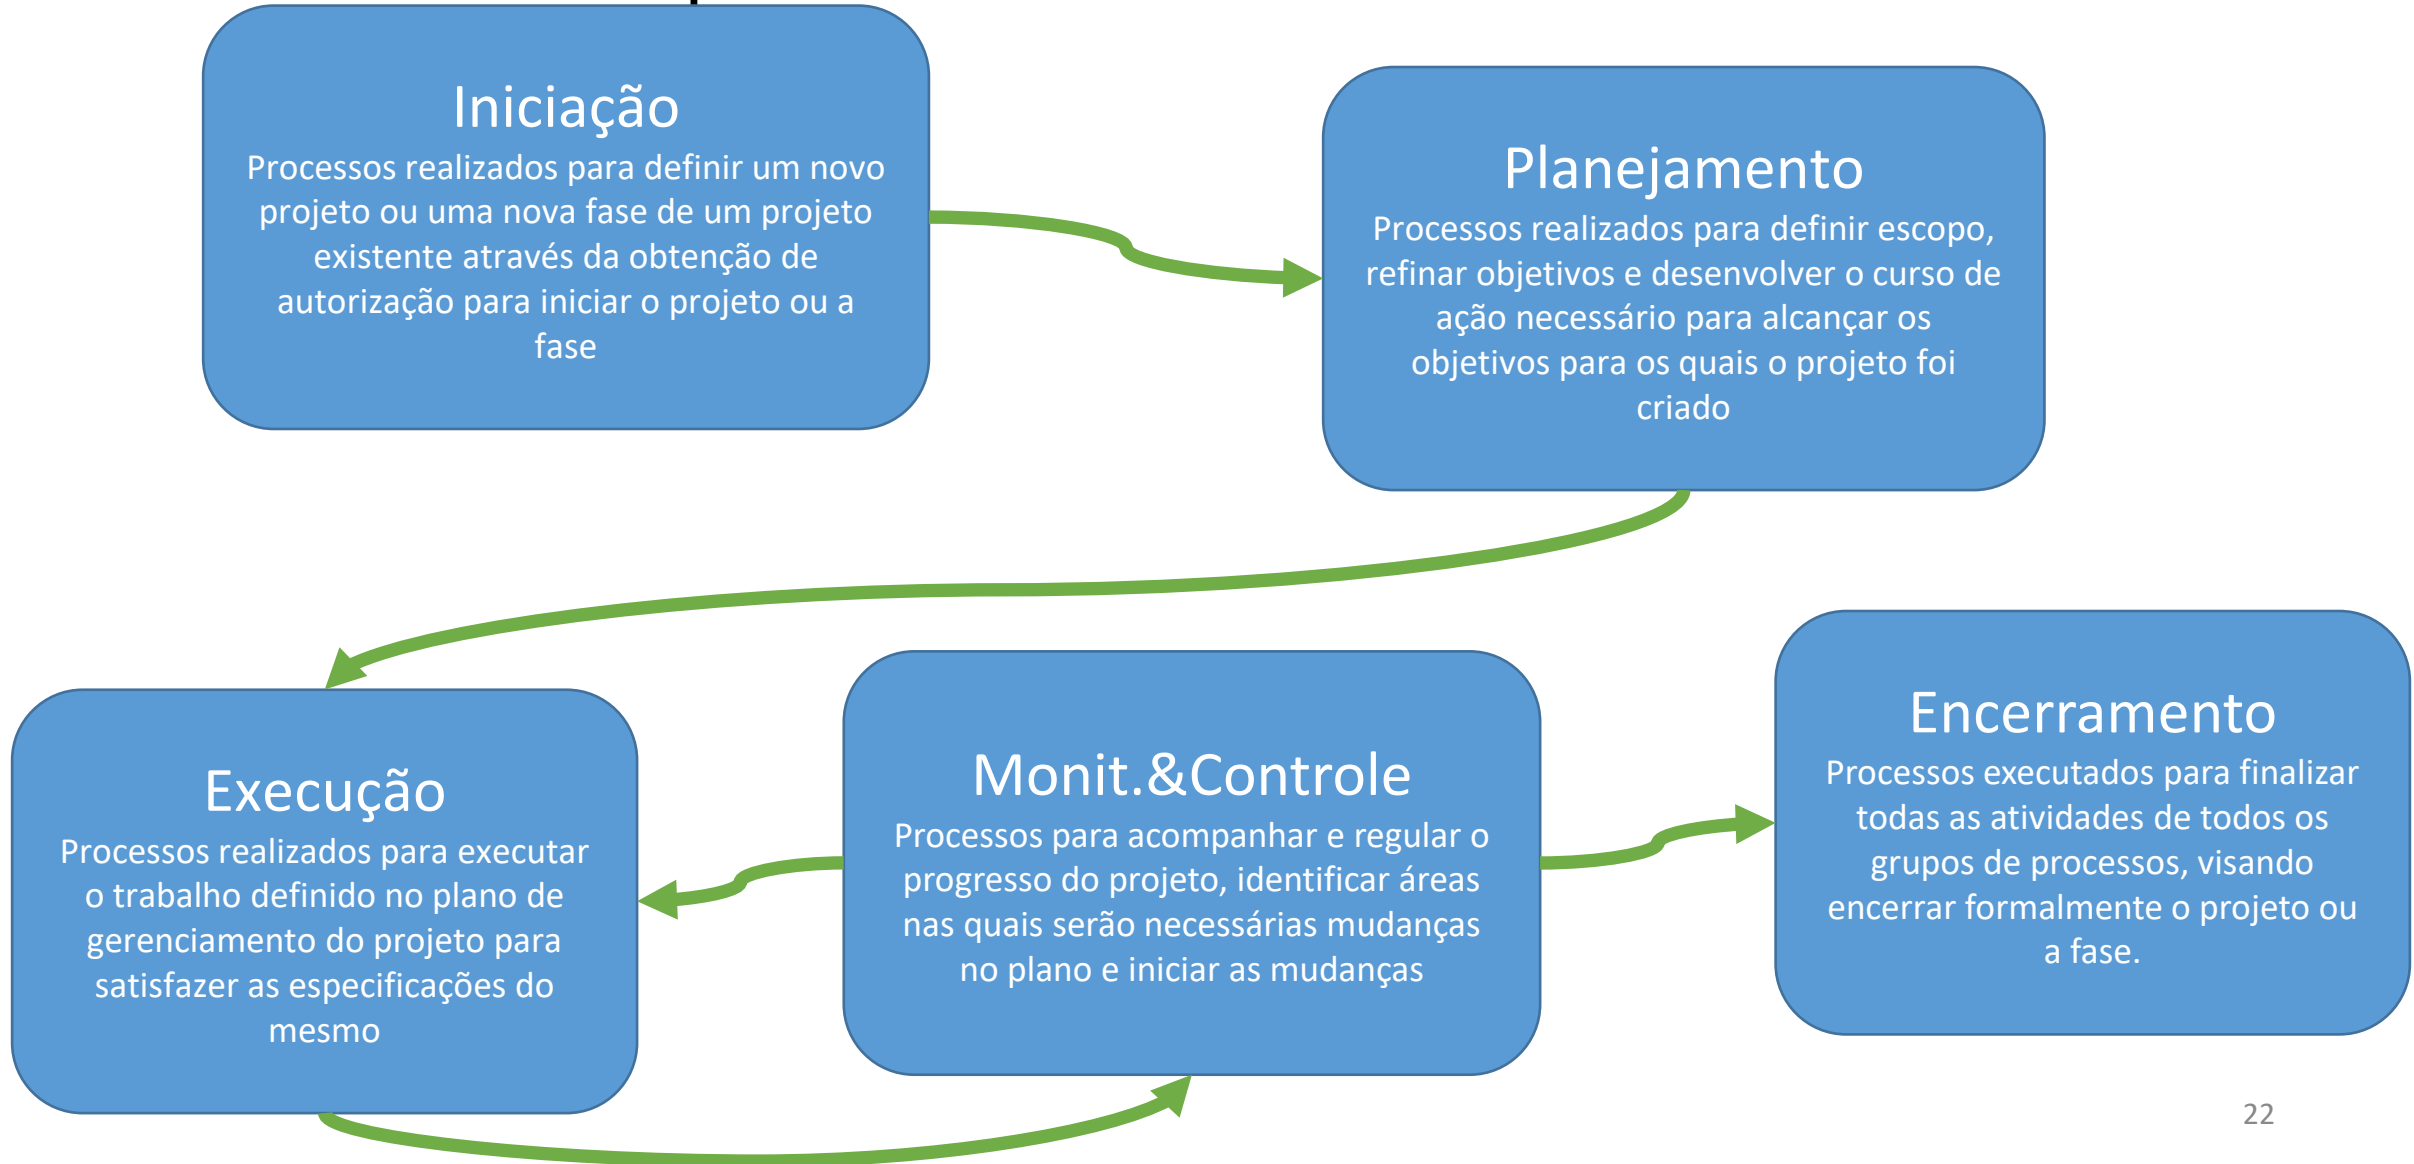 Iniciação
Processos realizados para definir um novo
projeto ou uma nova fase de um projeto
existente através da obtenção de
autorização para iniciar o projeto ou a
fase
Planejamento
Processos realizados para definir escopo,
refinar objetivos e desenvolver o curso de
ação necessário para alcançar os
objetivos para os quais o projeto foi
criado
Execução
Processos realizados para executar
o trabalho definido no plano de
gerenciamento do projeto para
satisfazer as especificações do
mesmo
Monit.&Controle
Processos para acompanhar e regular o
progresso do projeto, identificar áreas
nas quais serão necessárias mudanças
no plano e iniciar as mudanças
Encerramento
Processos executados para finalizar
todas as atividades de todos os
grupos de processos, visando
encerrar formalmente o projeto ou
a fase.
22